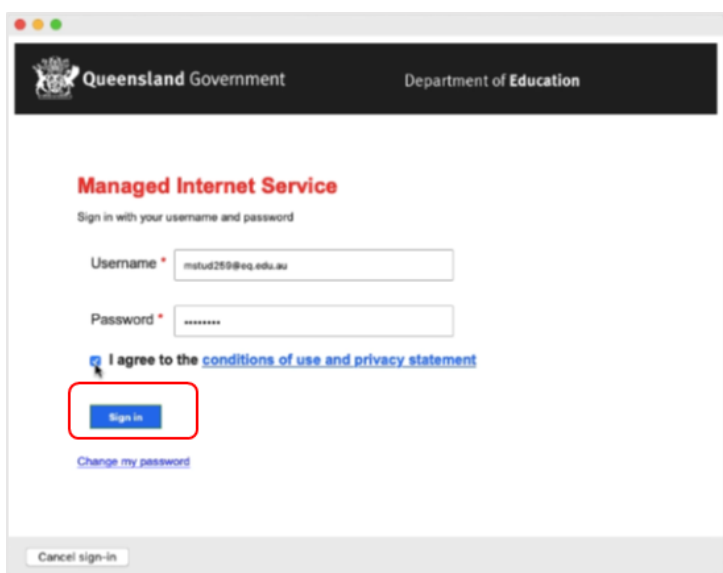 Queensland Government Department of Education
Managed Internet Service
Sign in with your username and password
Username * mstud259@eq.edu.au
Password * ••••••••
I agree to the conditions of use and privacy statement
Sign in
Change my password
Cancel sign-in